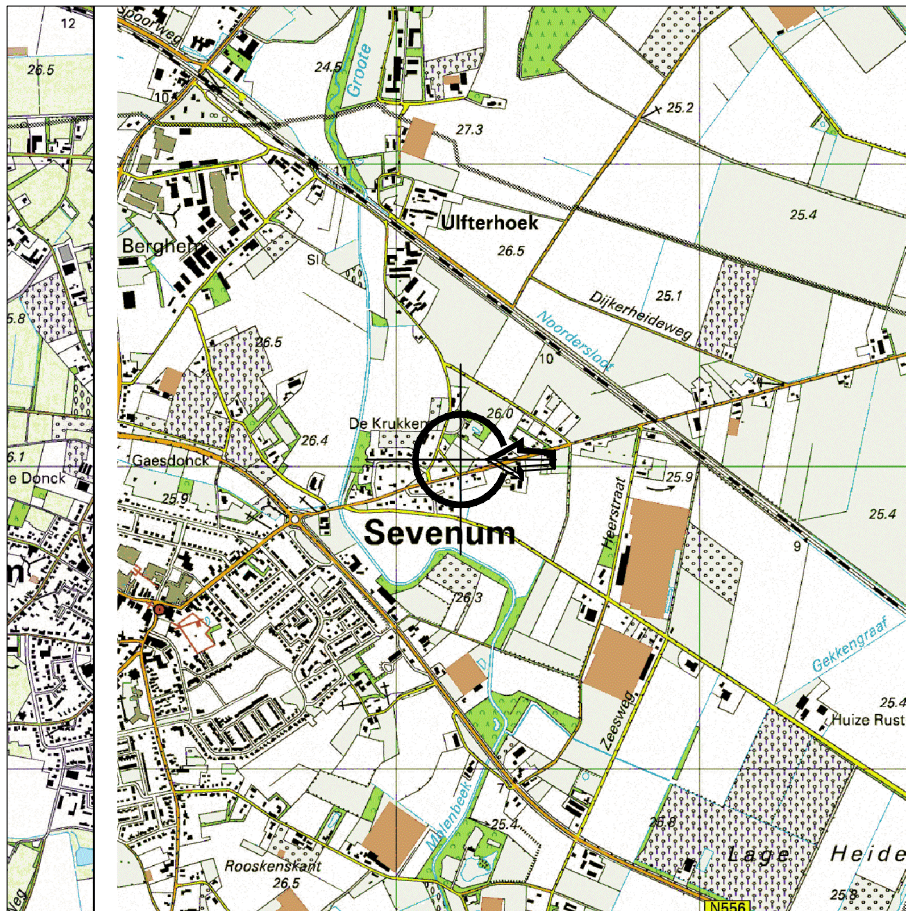 12
Spoorweg
26.5
24.5
Groote
10
25.2
27.3
11
Ulfterhoek
25.4
Berghem
26.5
Sl
25.1
Dijkerheideweg
5.8
26.5
Noordersloot
10
De Krukken
26.0
26.4
6.1
'Gaesdonck
e Donck
25.9
25.9
Heerstraat
25.4
Sevenum
9
n'
26.3
Gekkengraaf
D
25.4
Huize Rust
Zeesweg
7
Molenbeek
25.4
25.8
Rooskenskant
26.5
Lage Heide
25.8
weg
N556